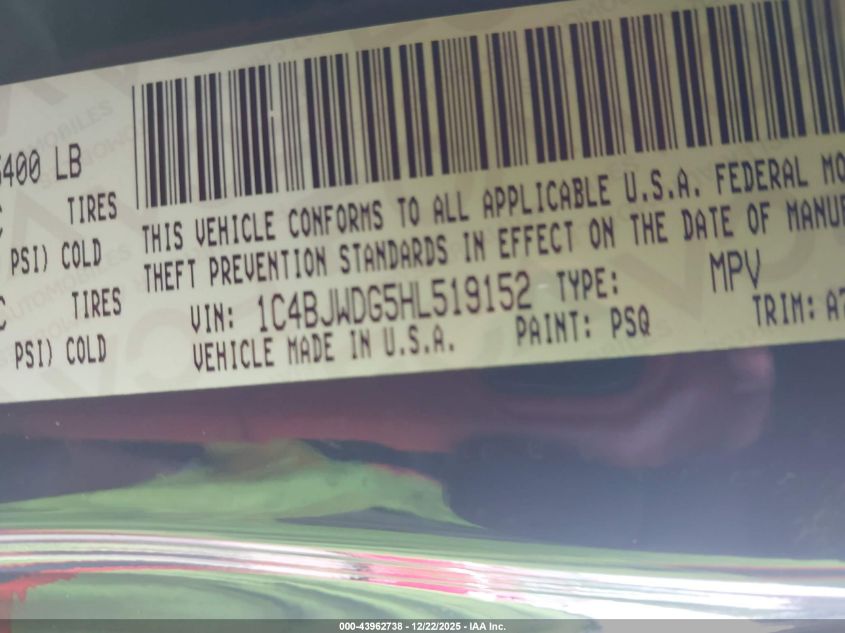 400 LB
TIRES
PSI) COLD
TIRES
PSI) COLD
THIS VEHICLE CONFORMS TO ALL APPLICABLE U.S.A. FEDERAL MO
THEFT PREVENTION STANDARDS IN EFFECT ON THE DATE OF MANUF
VIN: 1C4BJWDG5HL519152 TYPE: MPV
VEHICLE MADE IN U.S.A. PAINT: PSQ TRIM: A7
000-43962738 - 12/22/2025 - IAA Inc.